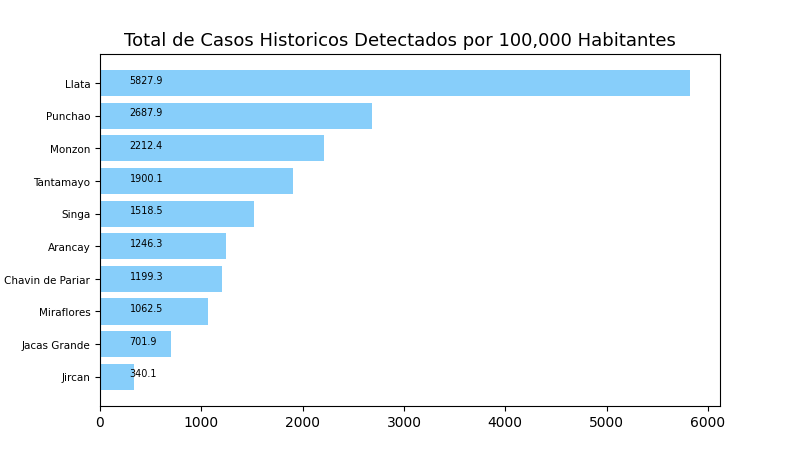 Total de Casos Historicos Detectados por 100,000 Habitantes
Llata 5827.9
Punchao 2687.9
Monzon 2212.4
Tantamayo 1900.1
Singa 1518.5
Arancay 1246.3
Chavin de Pariar 1199.3
Miraflores 1062.5
Jacas Grande 701.9
Jircan 340.1
0 1000 2000 3000 4000 5000 6000